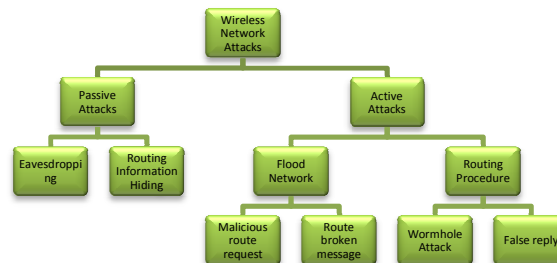 Wireless
Network
Attacks
Passive
Attacks
Active
Attacks
Eavesdroppi
ng
Routing
Information
Hiding
Flood
Network
Routing
Procedure
Malicious
route
request
Route
broken
message
Wormhole
Attack
False reply